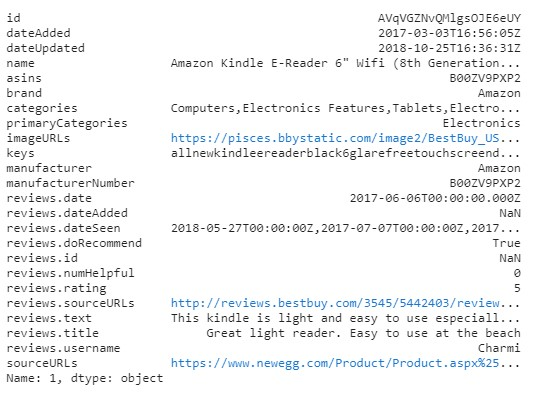 id AVqVGZNvQMlgsOJE6eUY
dateAdded 2017-03-03T16:56:05Z
dateUpdated 2018-10-25T16:36:31Z
name Amazon Kindle E-Reader 6" Wifi (8th Generation...
asins B00ZV9PXP2
brand Amazon
categories Computers,Electronics Features,Tablets,Electro...
primaryCategories Electronics
imageURLs https://pisces.bbystatic.com/image2/BestBuy_US...
keys allnewkindleereaderblack6glarefreetouchscreend...
manufacturer Amazon
manufacturerNumber B00ZV9PXP2
reviews.date 2017-06-06T00:00:00.000Z
reviews.dateAdded NaN
reviews.dateSeen 2018-05-27T00:00:00Z,2017-07-07T00:00:00Z,2017...
reviews.doRecommend True
reviews.id NaN
reviews.numHelpful 0
reviews.rating 5
reviews.sourceURLs http://reviews.bestbuy.com/3545/5442403/review...
reviews.text This kindle is light and easy to use especiall...
reviews.title Great light reader. Easy to use at the beach
reviews.username Charmi
sourceURLs https://www.newegg.com/Product/Product.aspx%25...
Name: 1, dtype: object